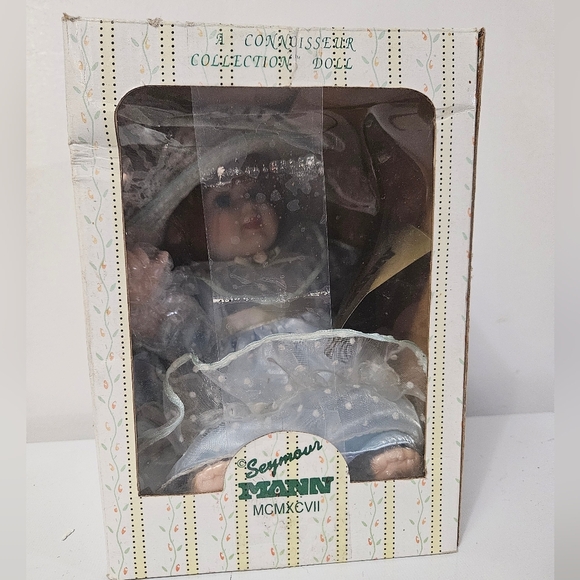 A CONNOISSEUR
COLLECTION™ DOLL
© Seymour
MANN
MCMXCVII